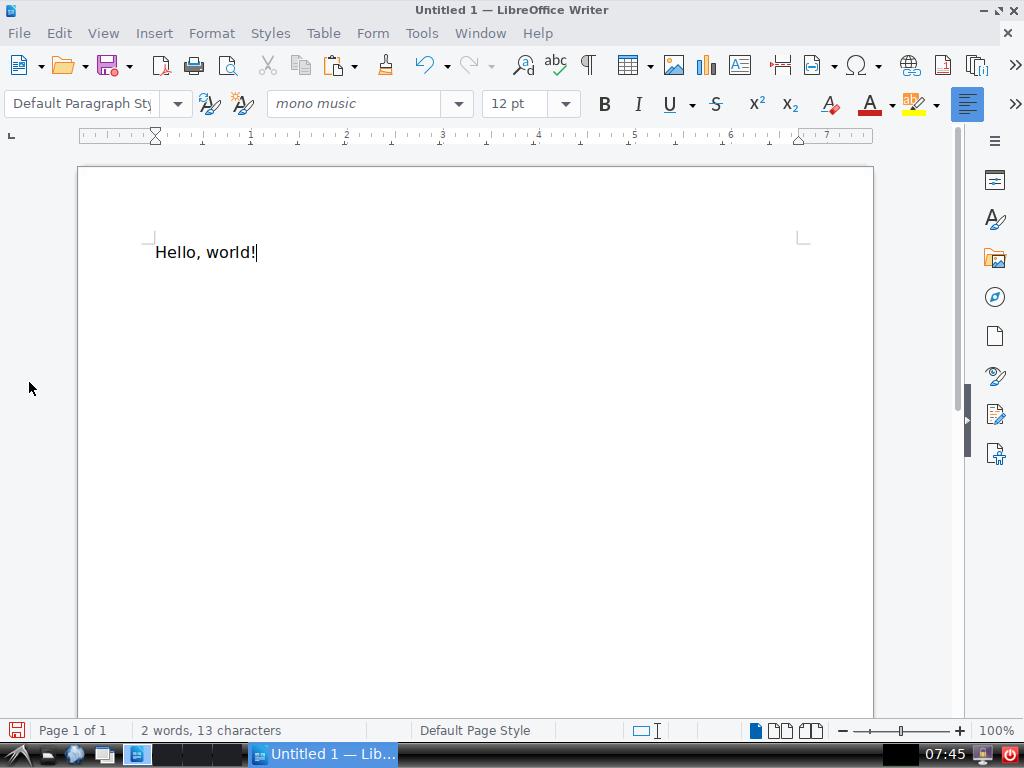 Untitled 1 — LibreOffice Writer
File Edit View Insert Format Styles Table Form Tools Window Help
Default Paragraph Sty mono music 12 pt
1 2 3 4 5 6 7
Hello, world!
Page 1 of 1 2 words, 13 characters Default Page Style 100%
Untitled 1 — Lib... 07:45